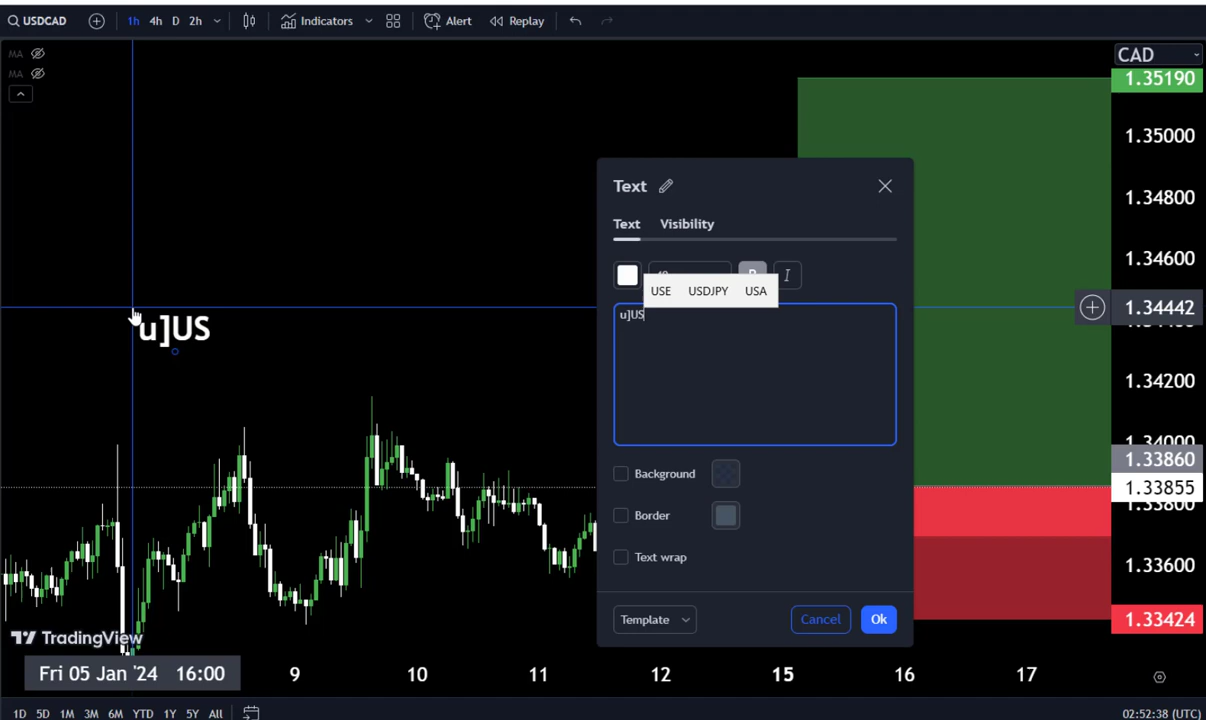 USDCAD 1h 4h D 2h Indicators Alert Replay
MA
MA
CAD
1.35190
1.35000
1.34800
1.34600
1.34442
1.34200
1.34000
1.33860
1.33855
1.33800
1.33600
1.33424
u]US
Text
Text Visibility
USE USDJPY USA
u]US
Background
Border
Text wrap
Template Cancel Ok
TradingView
Fri 05 Jan '24 16:00 9 10 11 12 15 16 17
1D 5D 1M 3M 6M YTD 1Y 5Y All 02:52:38 (UTC)